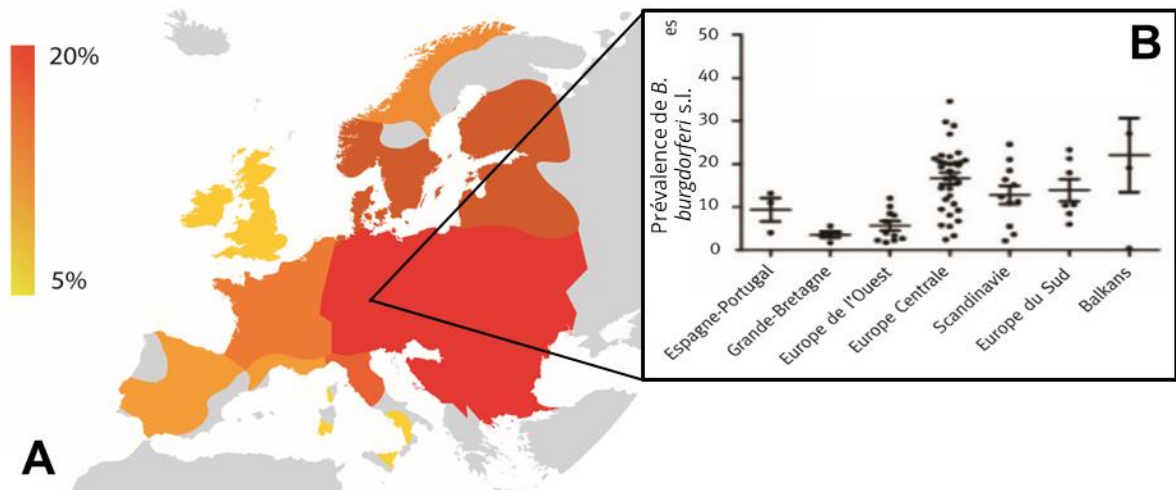 20%
5%
A
B
es
Prévalence de B.
burgdorferi s.l.
50
40
30
20
10
0
Espagne-Portugal
Grande-Bretagne
Europe de l'Ouest
Europe Centrale
Scandinavie
Europe du Sud
Balkans